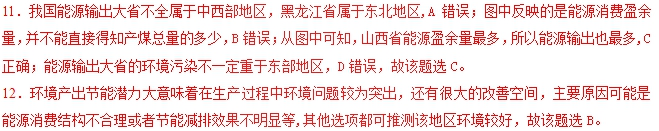 11．我国能源输出大省不全属于中西部地区，黑龙江省属于东北地区,A 错误；图中反映的是能源消费盈余
量，并不能直接得知产煤总量的多少，B错误；从图中可知，山西省能源盈余量最多，所以能源输出也最多,C
正确；能源输出大省的环境污染不一定重于东部地区，D错误，故该题选C。
12．环境产出节能潜力大意味着在生产过程中环境问题较为突出，还有很大的改善空间，主要原因可能是
能源消费结构不合理或者节能减排效果不明显等,其他选项都可推测该地区环境较好，故该题选B。